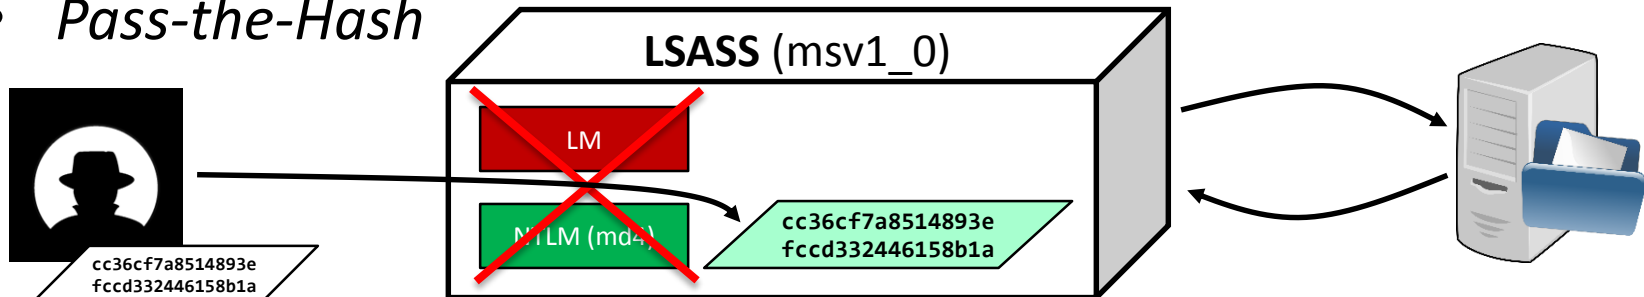 • Pass-the-Hash
LSASS (msv1_0)
LM
NTLM (md4)
cc36cf7a8514893e
fccd332446158b1a
cc36cf7a8514893e
fccd332446158b1a